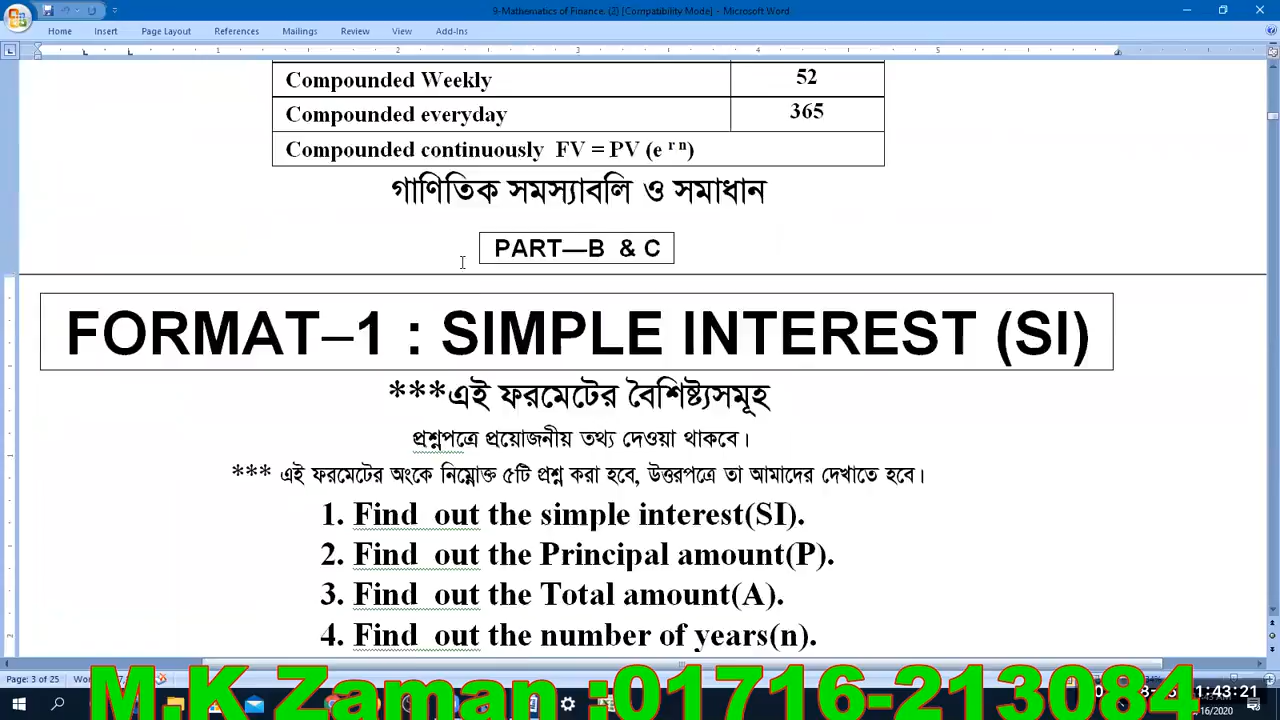 9-Mathematics of Finance. (2) [Compatibility Mode] - Microsoft Word
Home Insert Page Layout References Mailings Review View Add-Ins
Compounded Weekly 52
Compounded everyday 365
Compounded continuously FV = PV (e r n)
গাণিতিক সমস্যাবলি ও সমাধান
PART—B & C
FORMAT–1 : SIMPLE INTEREST (SI)
***এই ফরমেটের বৈশিষ্ট্যসমূহ
প্রশ্নপত্রে প্রয়োজনীয় তথ্য দেওয়া থাকবে।
*** এই ফরমেটের অংকে নিম্নোক্ত ৫টি প্রশ্ন করা হবে, উত্তরপত্রে তা আমাদের দেখাতে হবে।
1. Find out the simple interest(SI).
2. Find out the Principal amount(P).
3. Find out the Total amount(A).
4. Find out the number of years(n).
Page: 3 of 25
M.K Zaman :01716-213084
11:43:21
16/2020